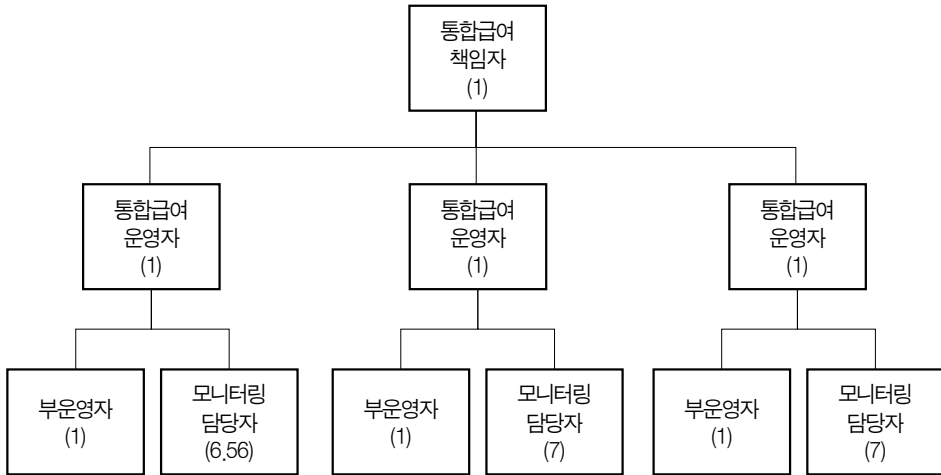 통합급여
책임자
(1)
통합급여
운영자
(1)
통합급여
운영자
(1)
통합급여
운영자
(1)
부운영자
(1)
모니터링
담당자
(6.56)
부운영자
(1)
모니터링
담당자
(7)
부운영자
(1)
모니터링
담당자
(7)